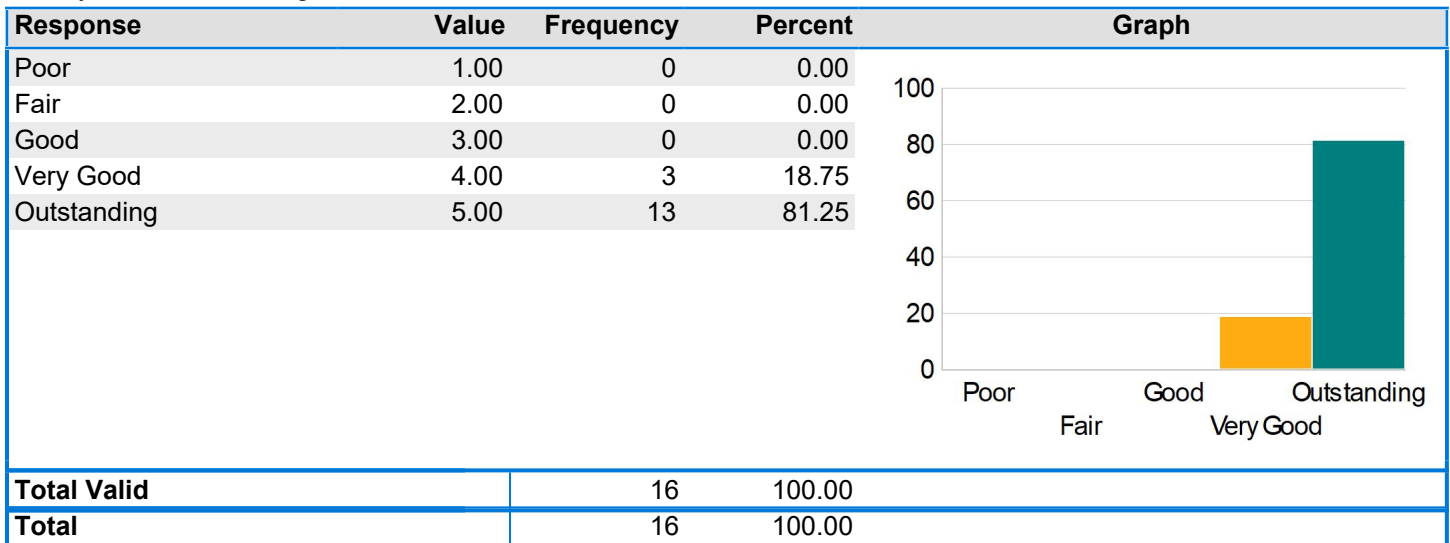 Response Value Frequency Percent Graph
Poor 1.00 0 0.00
Fair 2.00 0 0.00
Good 3.00 0 0.00
Very Good 4.00 3 18.75
Outstanding 5.00 13 81.25
100
80
60
40
20
0
Poor Good Outstanding
Fair Very Good
Total Valid 16 100.00
Total 16 100.00